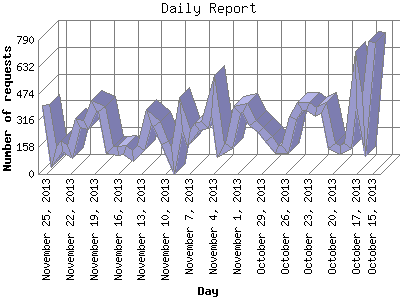 Daily Report
Number of requests
790
632
474
316
158
0
November 25, 2013
November 22, 2013
November 19, 2013
November 16, 2013
November 13, 2013
November 10, 2013
November 7, 2013
November 4, 2013
November 1, 2013
October 29, 2013
October 26, 2013
October 23, 2013
October 20, 2013
October 17, 2013
October 15, 2013
Day